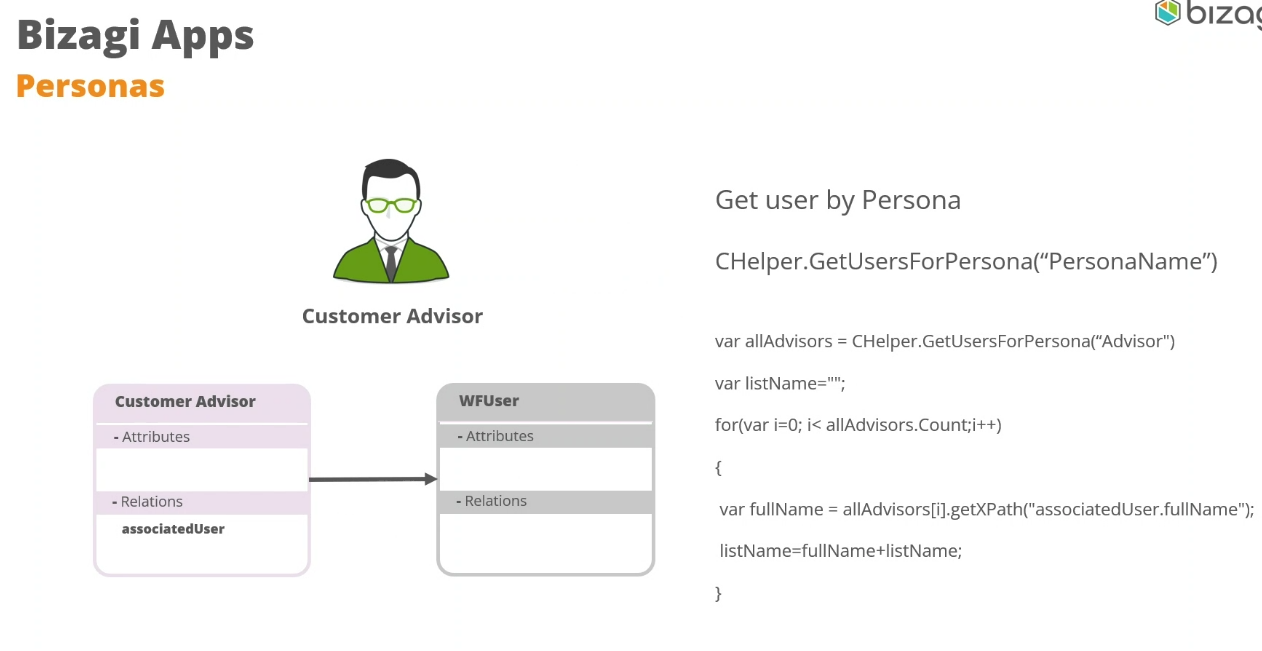 Bizagi Apps
Personas
Customer Advisor
Customer Advisor
- Attributes
- Relations
associatedUser
WFUser
- Attributes
- Relations
Get user by Persona
CHelper.GetUsersForPersona(“PersonaName”)
var allAdvisors = CHelper.GetUsersForPersona(“Advisor")
var listName="";
for(var i=0; i< allAdvisors.Count;i++)
{
var fullName = allAdvisors[i].getXPath("associatedUser.fullName");
listName=fullName+listName;
}